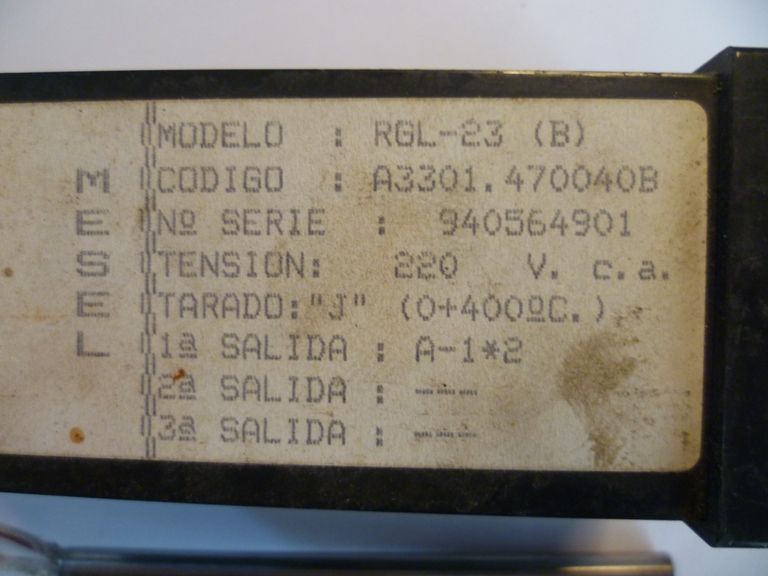 MESEL
MODELO : RGL-23 (B)
CODIGO : A3301.470040B
Nº SERIE : 940564901
TENSION: 220 V. c.a.
TARADO:"J" (0+400ºC.)
1ª SALIDA : A-1*2
2ª SALIDA : --- --- ---
3ª SALIDA : --- --- ---